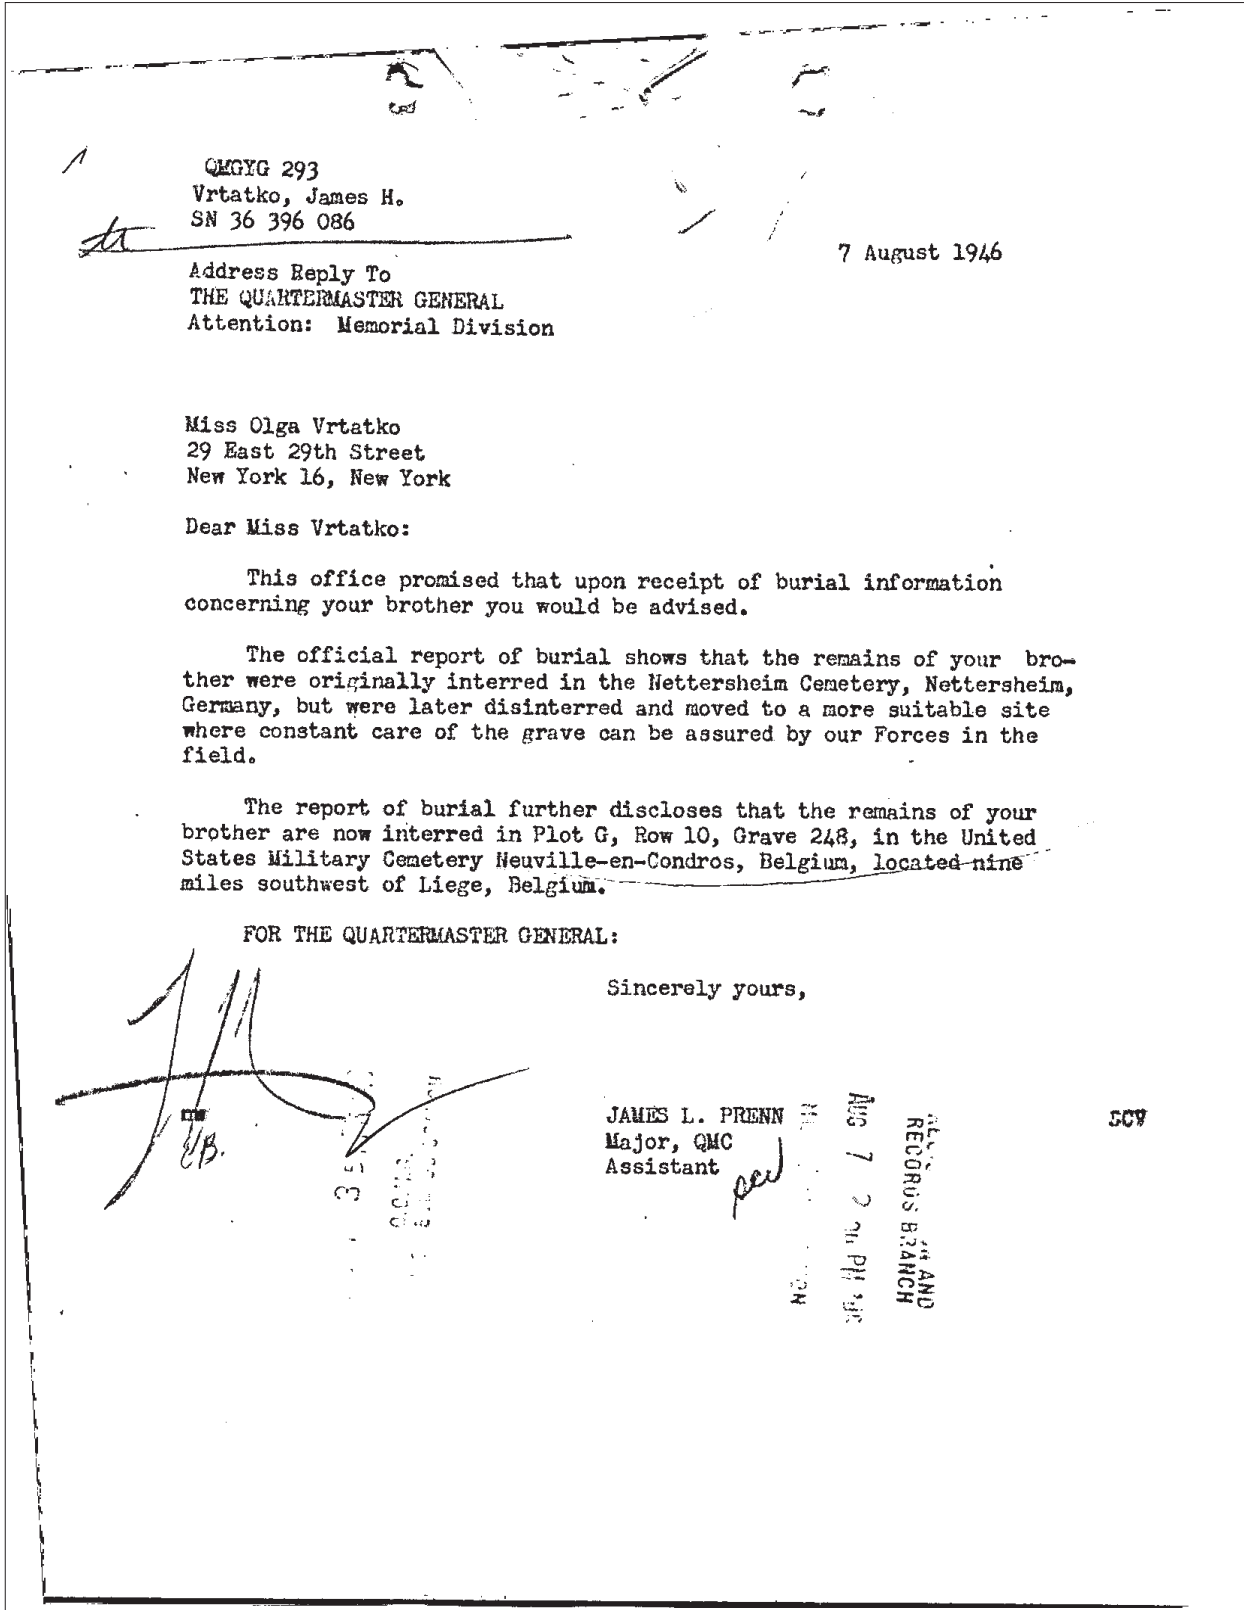 QMGYG 293
Vrtatko, James H.
SN 36 396 086
7 August 1946
Address Reply To
THE QUARTERMASTER GENERAL
Attention: Memorial Division
Miss Olga Vrtatko
29 East 29th Street
New York 16, New York
Dear Miss Vrtatko:
This office promised that upon receipt of burial information
concerning your brother you would be advised.
The official report of burial shows that the remains of your bro-
ther were originally interred in the Nettersheim Cemetery, Nettersheim,
Germany, but were later disinterred and moved to a more suitable site
where constant care of the grave can be assured by our Forces in the
field.
The report of burial further discloses that the remains of your
brother are now interred in Plot G, Row 10, Grave 248, in the United
States Military Cemetery Neuville-en-Condros, Belgium, located nine
miles southwest of Liege, Belgium.
FOR THE QUARTERMASTER GENERAL:
Sincerely yours,
JAMES L. PRENN
Major, QMC
Assistant
AUG 7
AND
RECORDS BRANCH